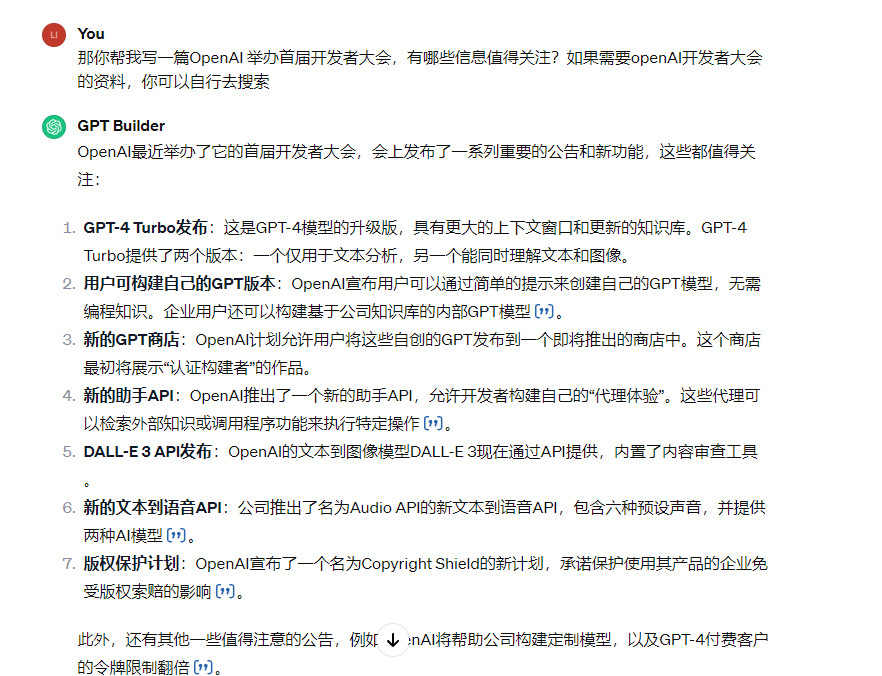 LI
You
那你帮我写一篇OpenAI 举办首届开发者大会，有哪些信息值得关注？如果需要openAI开发者大会
的资料，你可以自行去搜索
GPT Builder
OpenAI最近举办了它的首届开发者大会，会上发布了一系列重要的公告和新功能，这些都值得关
注：
1. GPT-4 Turbo发布：这是GPT-4模型的升级版，具有更大的上下文窗口和更新的知识库。GPT-4
Turbo提供了两个版本：一个仅用于文本分析，另一个能同时理解文本和图像。
2. 用户可构建自己的GPT版本：OpenAI宣布用户可以通过简单的提示来创建自己的GPT模型，无需
编程知识。企业用户还可以构建基于公司知识库的内部GPT模型 ["]。
3. 新的GPT商店：OpenAI计划允许用户将这些自创的GPT发布到一个即将推出的商店中。这个商店
最初将展示“认证构建者”的作品。
4. 新的助手API：OpenAI推出了一个新的助手API，允许开发者构建自己的“代理体验”。这些代理可
以检索外部知识或调用程序功能来执行特定操作 ["]。
5. DALL-E 3 API发布：OpenAI的文本到图像模型DALL-E 3现在通过API提供，内置了内容审查工具
。
6. 新的文本到语音API：公司推出了名为Audio API的新文本到语音API，包含六种预设声音，并提供
两种AI模型 ["]。
7. 版权保护计划：OpenAI宣布了一个名为Copyright Shield的新计划，承诺保护使用其产品的企业免
受版权索赔的影响 ["]。
此外，还有其他一些值得注意的公告，例如 enAI将帮助公司构建定制模型，以及GPT-4付费客户
的令牌限制翻倍 ["]。